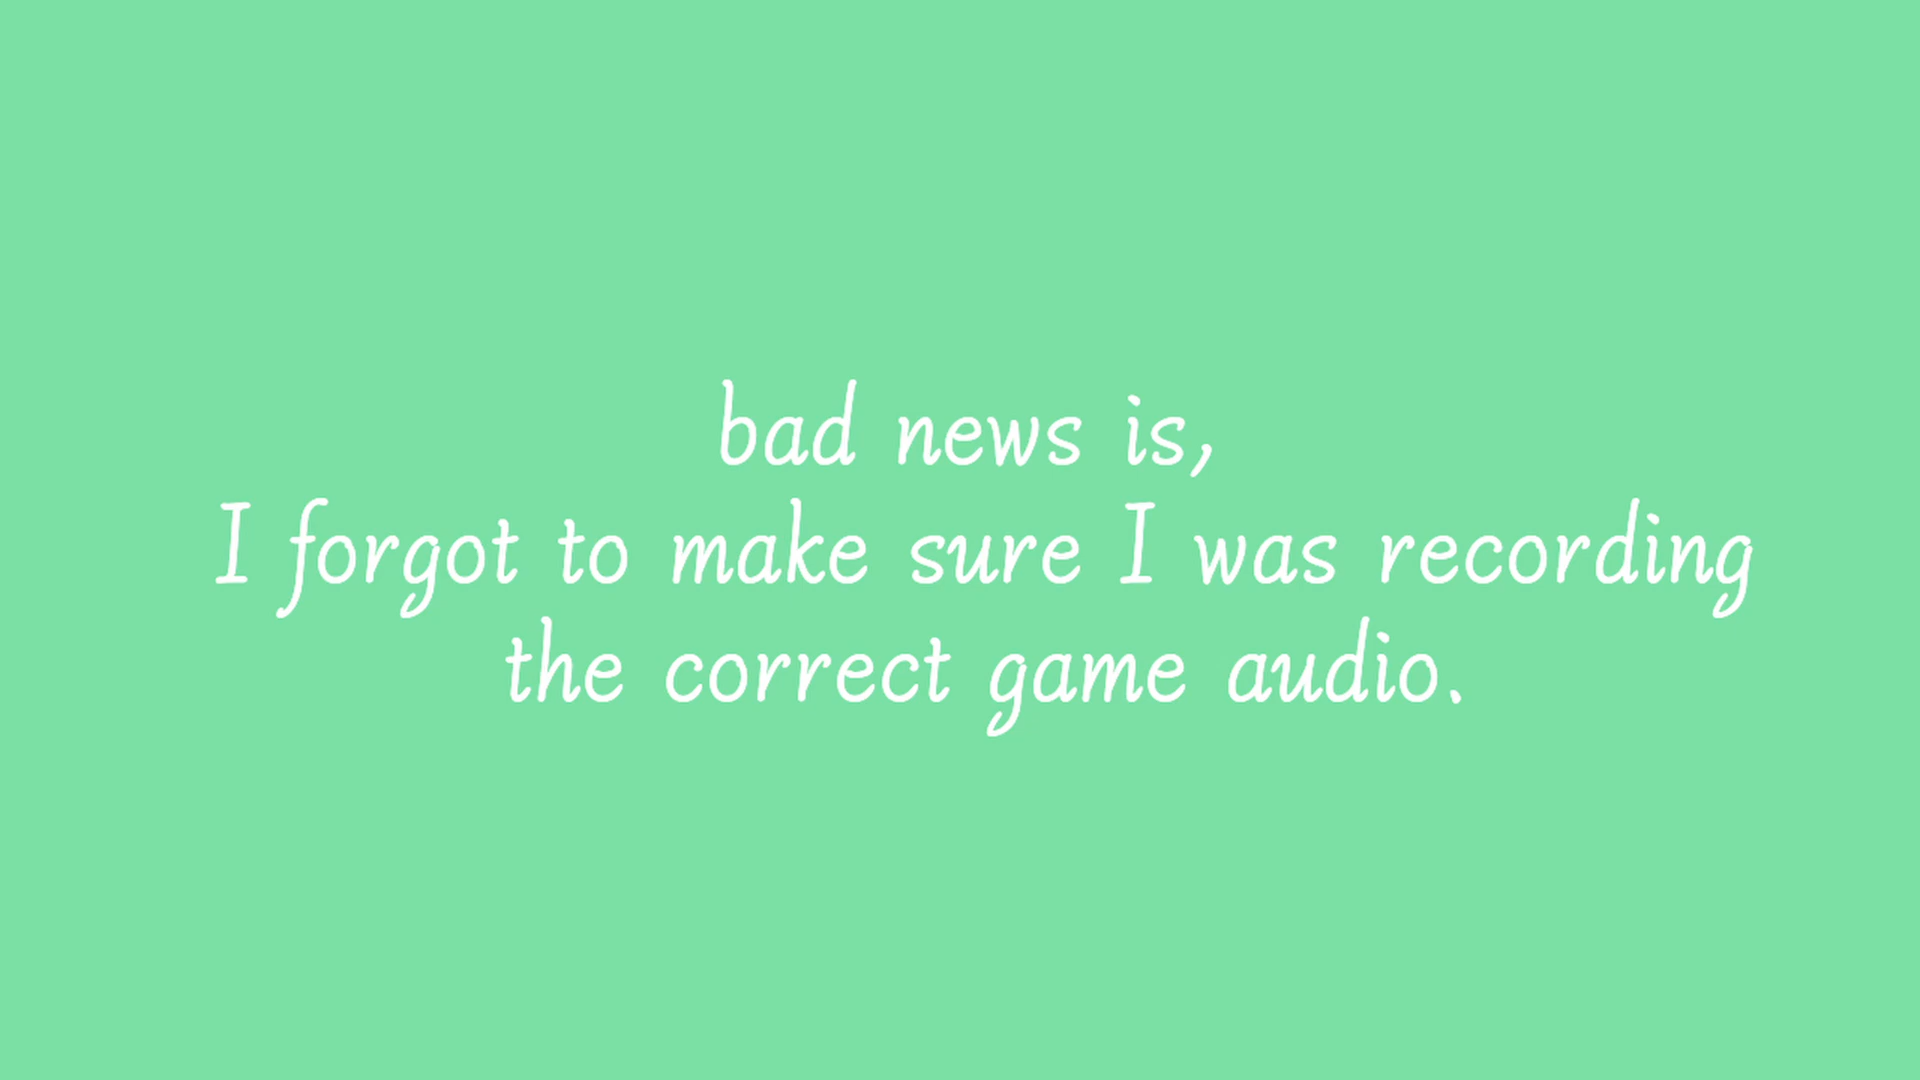 bad news is,
I forgot to make sure I was recording
the correct game audio.